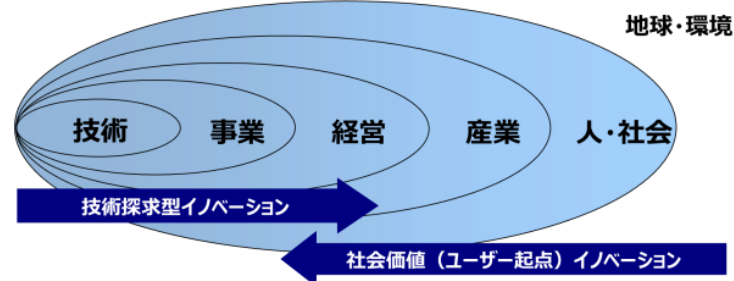 地球・環境
技術
事業
経営
産業
人・社会
技術探求型イノベーション
社会価値（ユーザー起点）イノベーション